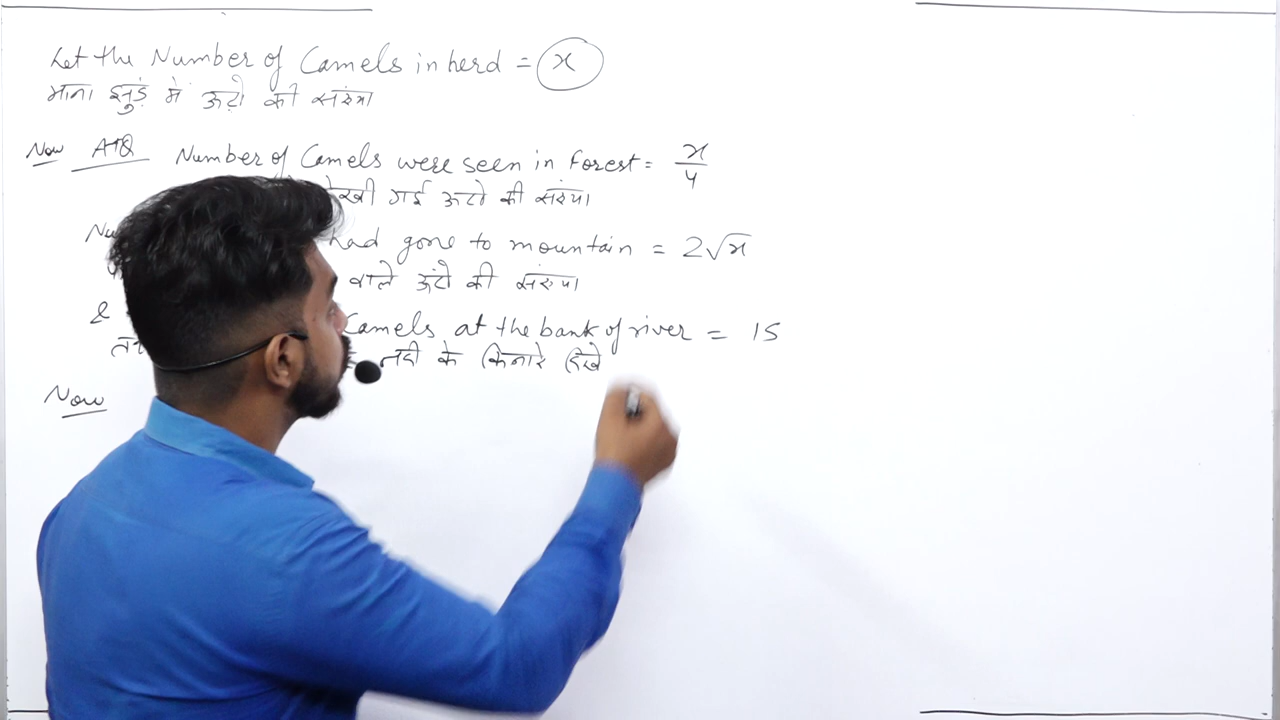 Let the Number of Camels in herd = x
माना झुंड में ऊंटो की संख्या
Now ATQ Number of Camels were seen in Forest = x/4
देखी गई ऊंटो की संख्या
had gone to mountain = 2√x
वाले ऊंटो की संख्या
& Camels at the bank of river = 15
नदी के किनारे देखे
Now